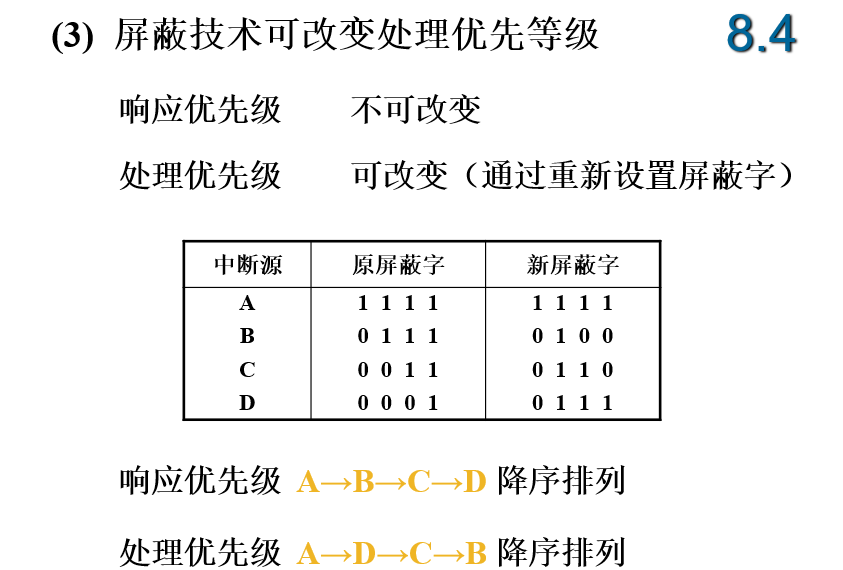 (3) 屏蔽技术可改变处理优先等级 8.4
响应优先级 不可改变
处理优先级 可改变（通过重新设置屏蔽字）
中断源 原屏蔽字 新屏蔽字
A 1 1 1 1 1 1 1 1
B 0 1 1 1 0 1 0 0
C 0 0 1 1 0 1 1 0
D 0 0 0 1 0 1 1 1
响应优先级 A→B→C→D 降序排列
处理优先级 A→D→C→B 降序排列